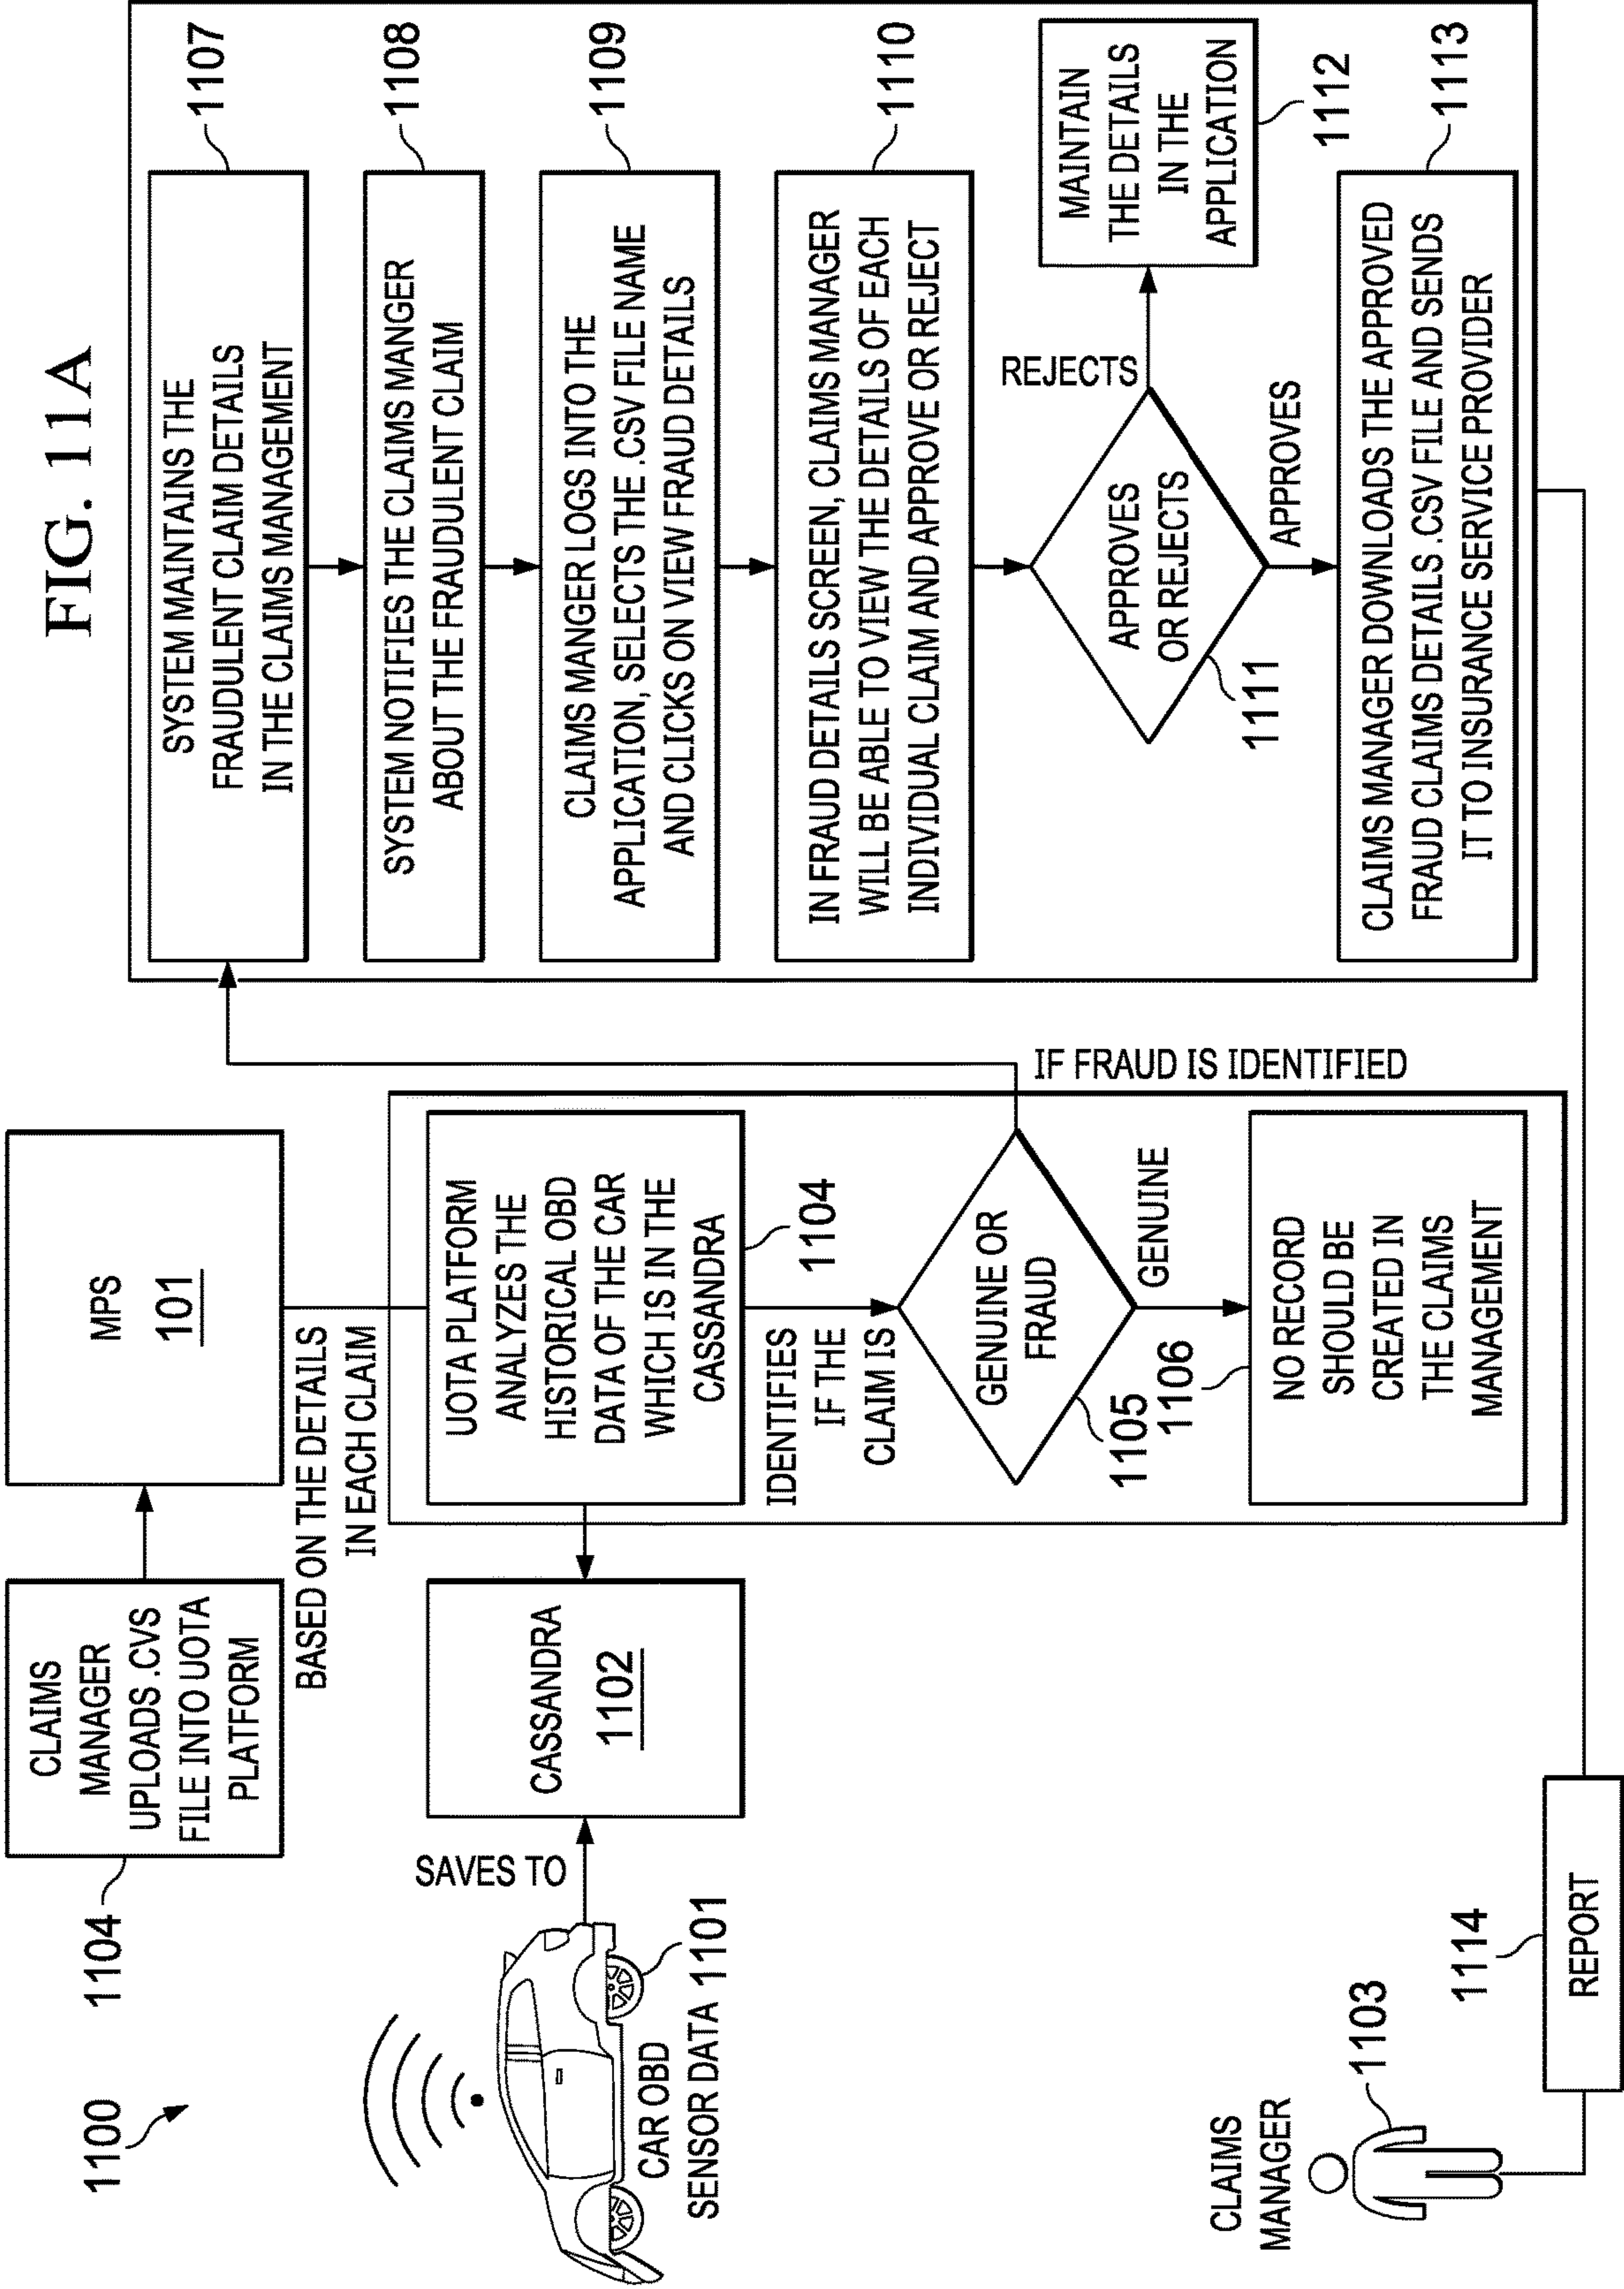 FIG. 11A
1100
1104
CLAIMS
MANAGER
UPLOADS .CVS
FILE INTO UOTA
PLATFORM
MPS
101
BASED ON THE DETAILS
IN EACH CLAIM
CAR OBD
SENSOR DATA 1101
SAVES TO
CASSANDRA
1102
UOTA PLATFORM
ANALYZES THE
HISTORICAL OBD
DATA OF THE CAR
WHICH IS IN THE
CASSANDRA
1104
IDENTIFIES
IF THE
CLAIM IS
GENUINE OR
FRAUD
1105
GENUINE
1106
NO RECORD
SHOULD BE
CREATED IN
THE CLAIMS
MANAGEMENT
IF FRAUD IS IDENTIFIED
SYSTEM MAINTAINS THE
FRAUDULENT CLAIM DETAILS
IN THE CLAIMS MANAGEMENT
1107
SYSTEM NOTIFIES THE CLAIMS MANGER
ABOUT THE FRAUDULENT CLAIM
1108
CLAIMS MANGER LOGS INTO THE
APPLICATION, SELECTS THE .CSV FILE NAME
AND CLICKS ON VIEW FRAUD DETAILS
1109
IN FRAUD DETAILS SCREEN, CLAIMS MANAGER
WILL BE ABLE TO VIEW THE DETAILS OF EACH
INDIVIDUAL CLAIM AND APPROVE OR REJECT
1110
APPROVES
OR REJECTS
1111
REJECTS
MAINTAIN
THE DETAILS
IN THE
APPLICATION
1112
APPROVES
CLAIMS MANAGER DOWNLOADS THE APPROVED
FRAUD CLAIMS DETAILS .CSV FILE AND SENDS
IT TO INSURANCE SERVICE PROVIDER
1113
CLAIMS
MANAGER
1103
1114
REPORT